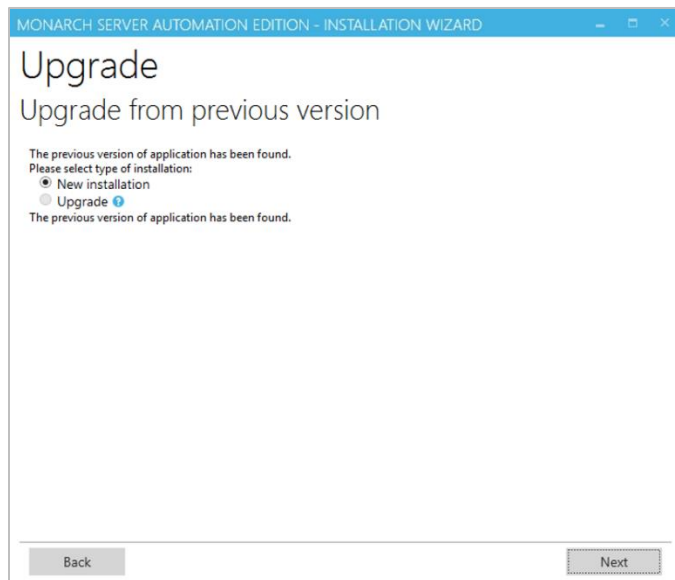 MONARCH SERVER AUTOMATION EDITION - INSTALLATION WIZARD
Upgrade
Upgrade from previous version
The previous version of application has been found.
Please select type of installation:
New installation
Upgrade ?
The previous version of application has been found.
Back
Next